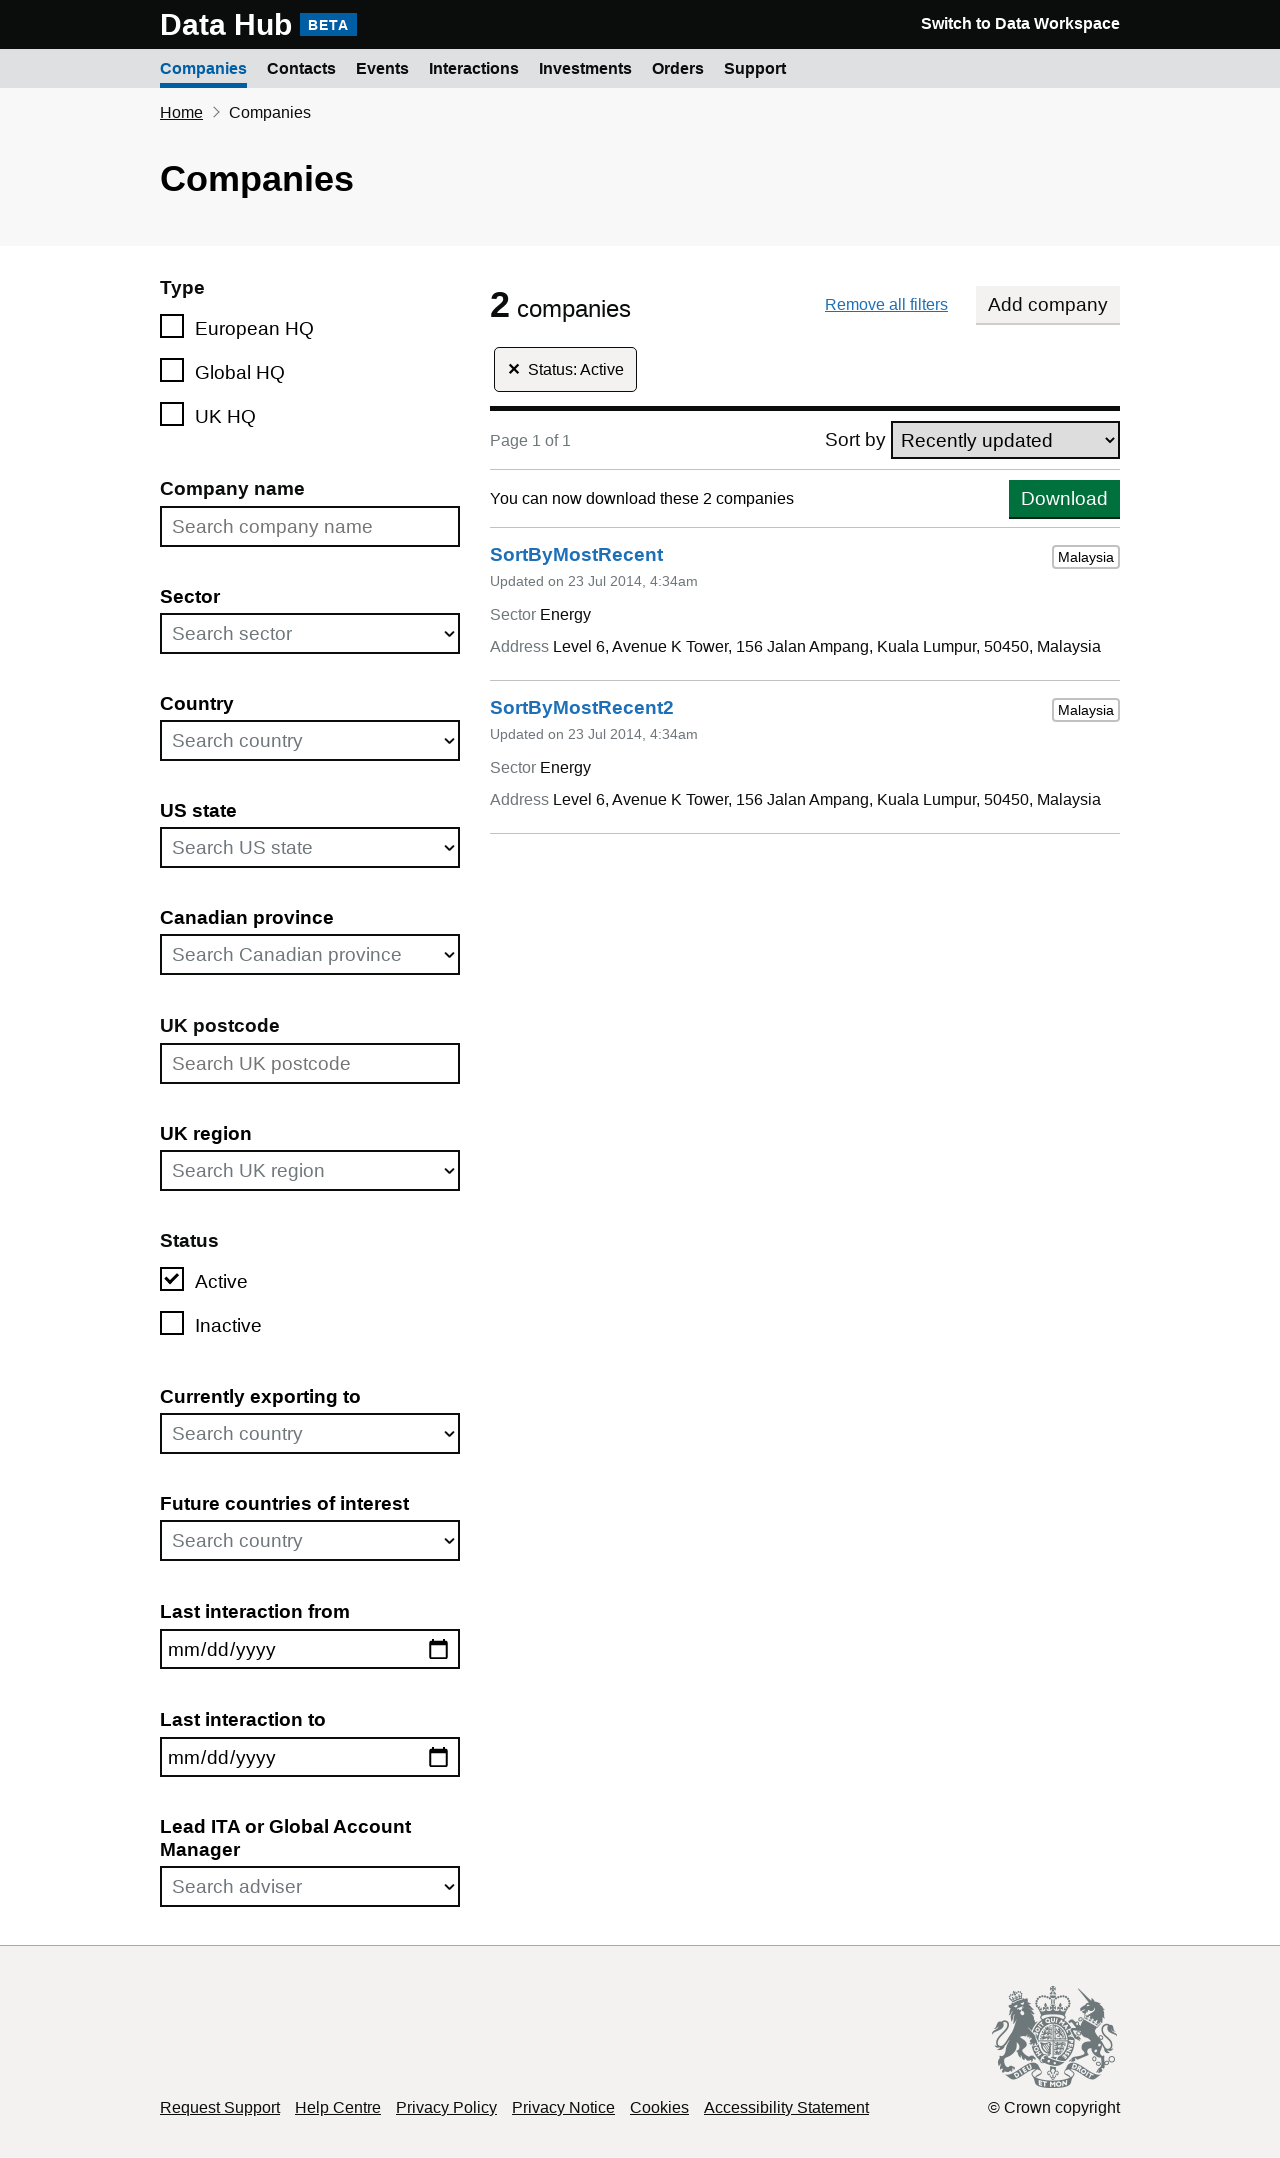 Data Hub BETA Switch to Data Workspace
Companies Contacts Events Interactions Investments Orders Support
Home Companies
Companies
Type
European HQ
Global HQ
UK HQ
Company name
Search company name
Sector
Search sector
Country
Search country
US state
Search US state
Canadian province
Search Canadian province
UK postcode
Search UK postcode
UK region
Search UK region
Status
Active
Inactive
Currently exporting to
Search country
Future countries of interest
Search country
Last interaction from
mm/dd/yyyy
Last interaction to
mm/dd/yyyy
Lead ITA or Global Account
Manager
Search adviser
2 companies Remove all filters Add company
✕ Status: Active
Page 1 of 1 Sort by Recently updated
You can now download these 2 companies Download
SortByMostRecent Malaysia
Updated on 23 Jul 2014, 4:34am
Sector Energy
Address Level 6, Avenue K Tower, 156 Jalan Ampang, Kuala Lumpur, 50450, Malaysia
SortByMostRecent2 Malaysia
Updated on 23 Jul 2014, 4:34am
Sector Energy
Address Level 6, Avenue K Tower, 156 Jalan Ampang, Kuala Lumpur, 50450, Malaysia
Request Support Help Centre Privacy Policy Privacy Notice Cookies Accessibility Statement © Crown copyright